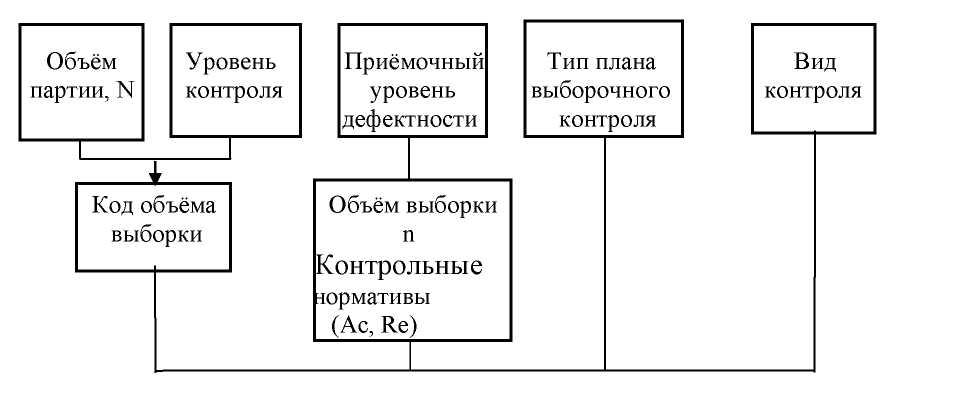 Объём
партии, N
Уровень
контроля
Приёмочный
уровень
дефектности
Тип плана
выборочного
контроля
Вид
контроля
Код объёма
выборки
Объём выборки
n
Контрольные
нормативы
(Ac, Re)